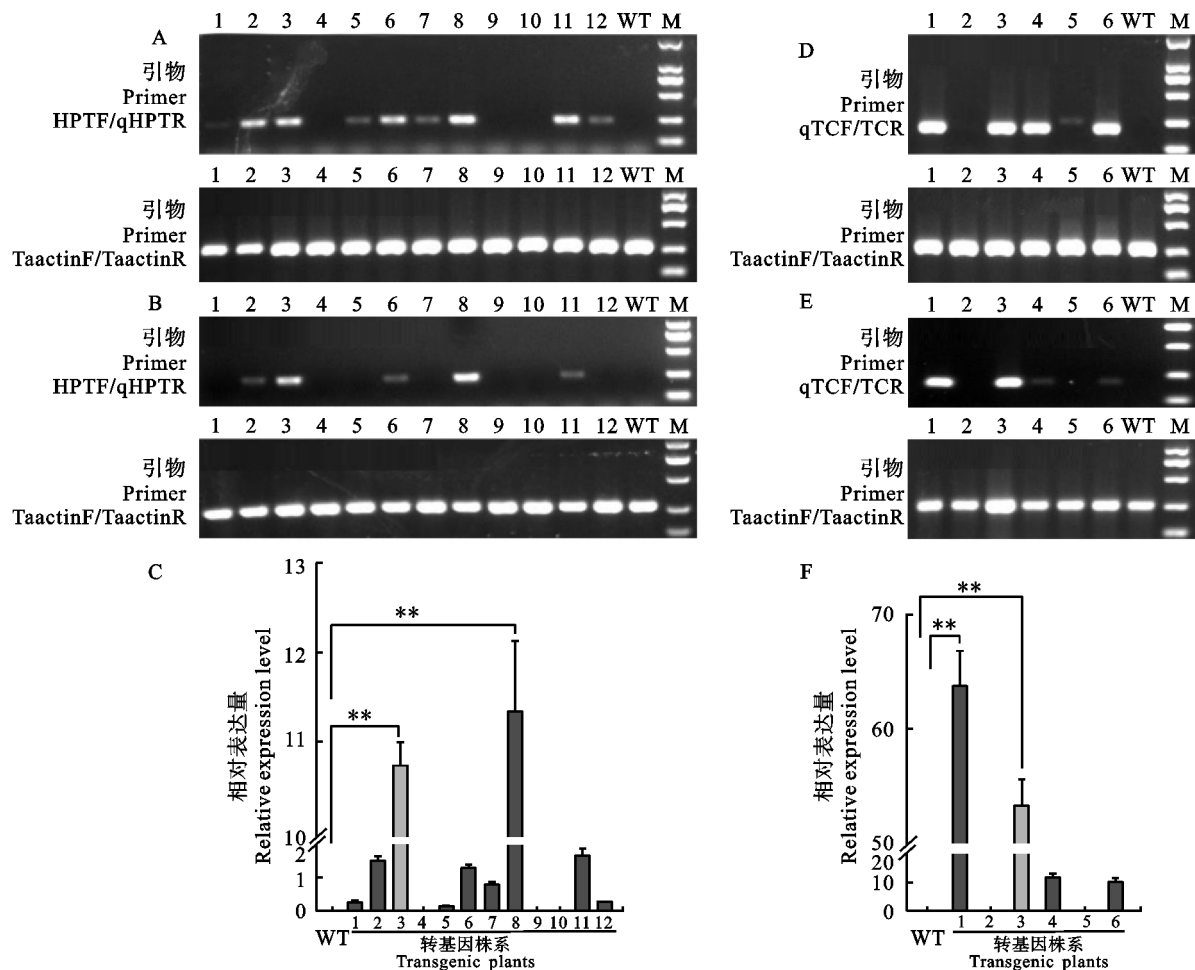 1 2 3 4 5 6 7 8 9 10 11 12 WT M
A
引物
Primer
HPTF/qHPTR
1 2 3 4 5 6 7 8 9 10 11 12 WT M
引物
Primer
TaactinF/TaactinR
B
1 2 3 4 5 6 7 8 9 10 11 12 WT M
引物
Primer
HPTF/qHPTR
1 2 3 4 5 6 7 8 9 10 11 12 WT M
引物
Primer
TaactinF/TaactinR
C
相对表达量
Relative expression level
13
12
11
10
2
1
0
**
**
WT 1 2 3 4 5 6 7 8 9 10 11 12
转基因株系
Transgenic plants
1 2 3 4 5 6 WT M
D
引物
Primer
qTCF/TCR
1 2 3 4 5 6 WT M
引物
Primer
TaactinF/TaactinR
E
1 2 3 4 5 6 WT M
引物
Primer
qTCF/TCR
1 2 3 4 5 6 WT M
引物
Primer
TaactinF/TaactinR
F
相对表达量
Relative expression level
70
60
50
20
10
0
**
**
WT 1 2 3 4 5 6
转基因株系
Transgenic plants